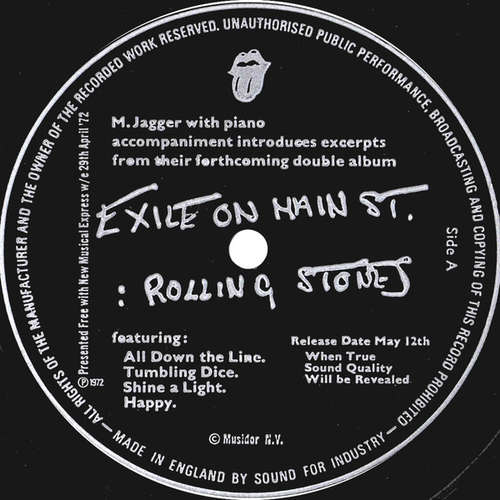 ALL RIGHTS OF THE MANUFACTURER AND THE OWNER OF THE RECORDED WORK RESERVED. UNAUTHORISED PUBLIC PERFORMANCE, BROADCASTING AND COPYING OF THIS RECORD PROHIBITED — MADE IN ENGLAND BY SOUND FOR INDUSTRY —
Presented Free with New Musical Express w/e 29th April '72
Ⓟ 1972
M. Jagger with piano
accompaniment introduces excerpts
from their forthcoming double album
EXILE ON MAIN ST.
: ROLLING STONES
Side A
featuring:
All Down the Line.
Tumbling Dice.
Shine a Light.
Happy.
Release Date May 12th
When True
Sound Quality
Will be Revealed
© Musidor N.V.